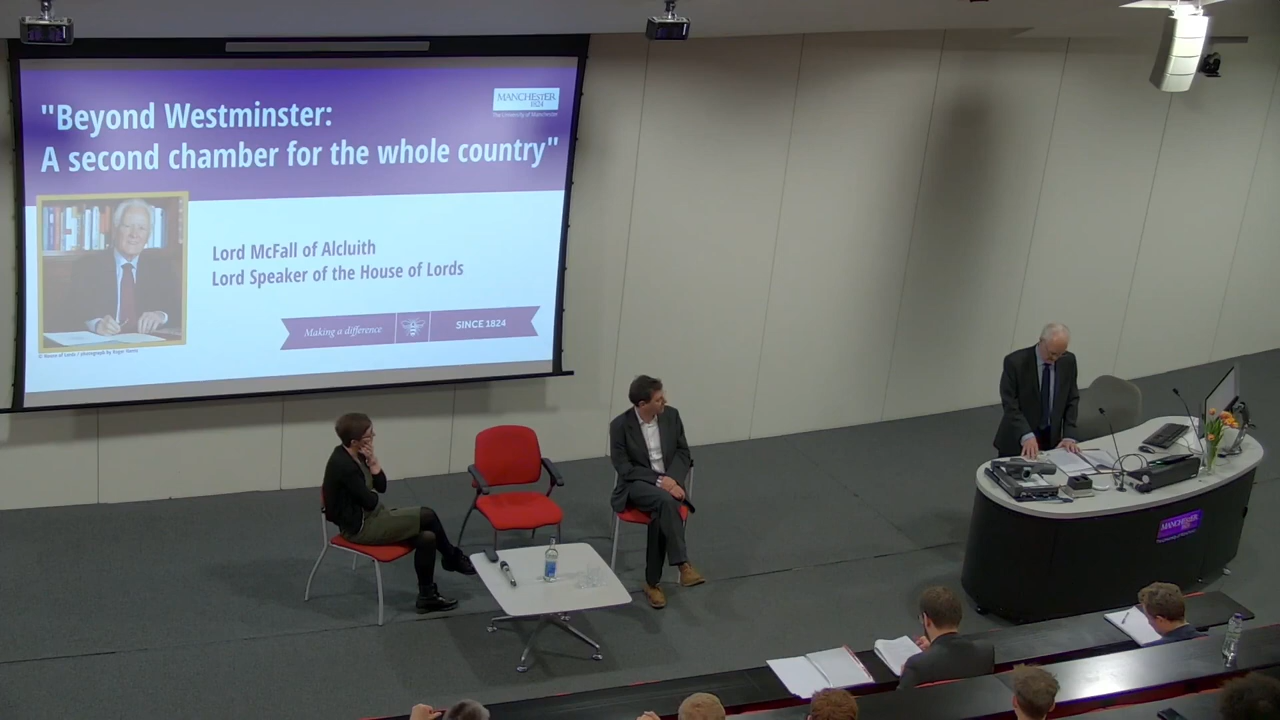 "Beyond Westminster:
A second chamber for the whole country"
MANCHESTER
1824
The University of Manchester
Lord McFall of Alcluith
Lord Speaker of the House of Lords
Making a difference
SINCE 1824
MANCHESTER
1824